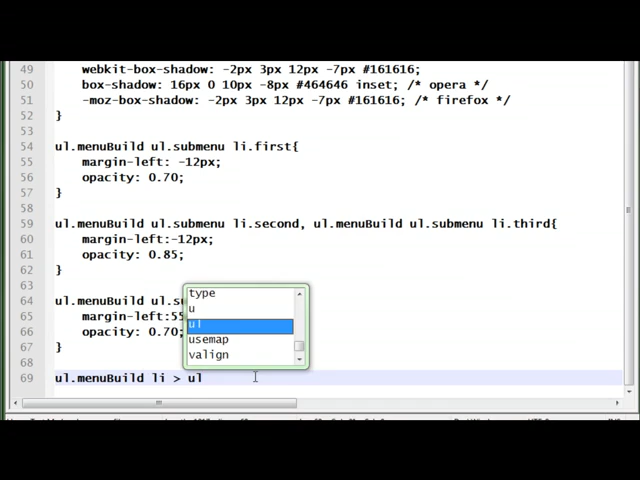 49 webkit-box-shadow: -2px 3px 12px -7px #161616;
50 box-shadow: 16px 0 10px -8px #464646 inset; /* opera */
51 -moz-box-shadow: -2px 3px 12px -7px #161616; /* firefox */
52 }
53
54 ul.menuBuild ul.submenu li.first{
55 margin-left: -12px;
56 opacity: 0.70;
57 }
58
59 ul.menuBuild ul.submenu li.second, ul.menuBuild ul.submenu li.third{
60 margin-left:-12px;
61 opacity: 0.85;
62 }
63
64 ul.menuBuild
65 margin-left:55
66 opacity: 0.70;
67 }
68
69 ul.menuBuild li > ul
type
u
ul
usemap
valign